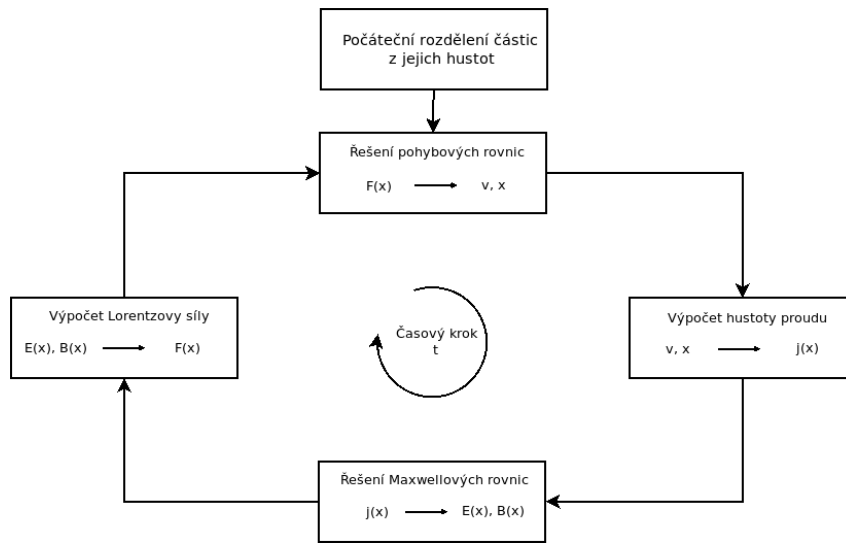 Počáteční rozdělení částic
z jejich hustot
Řešení pohybových rovnic
F(x) v, x
Výpočet Lorentzovy síly
E(x), B(x) F(x)
Časový krok
t
Výpočet hustoty proudu
v, x j(x)
Řešení Maxwellových rovnic
j(x) E(x), B(x)